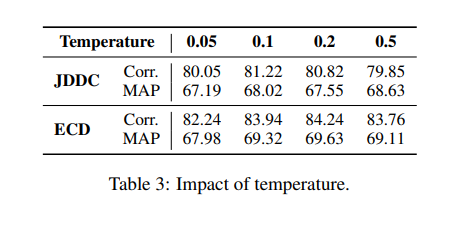 Temperature 0.05 0.1 0.2 0.5
JDDC Corr. 80.05 81.22 80.82 79.85
MAP 67.19 68.02 67.55 68.63
ECD Corr. 82.24 83.94 84.24 83.76
MAP 67.98 69.32 69.63 69.11
Table 3: Impact of temperature.